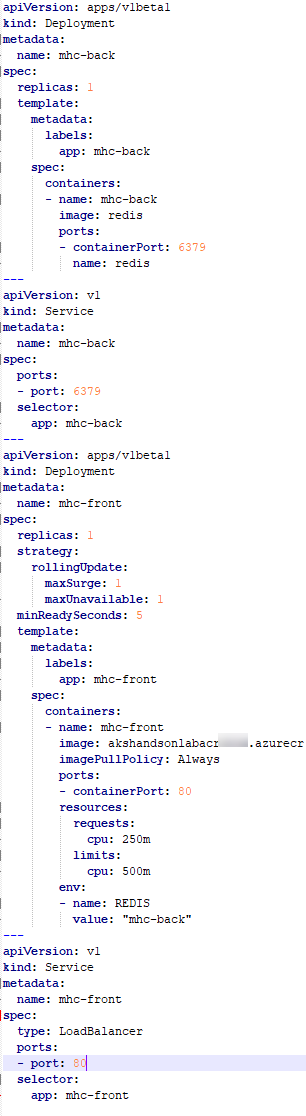 apiVersion: apps/v1beta1
kind: Deployment
metadata:
  name: mhc-back
spec:
  replicas: 1
  template:
    metadata:
      labels:
        app: mhc-back
    spec:
      containers:
      - name: mhc-back
        image: redis
        ports:
        - containerPort: 6379
          name: redis
---
apiVersion: v1
kind: Service
metadata:
  name: mhc-back
spec:
  ports:
  - port: 6379
  selector:
    app: mhc-back
---
apiVersion: apps/v1beta1
kind: Deployment
metadata:
  name: mhc-front
spec:
  replicas: 1
  strategy:
    rollingUpdate:
      maxSurge: 1
      maxUnavailable: 1
  minReadySeconds: 5
  template:
    metadata:
      labels:
        app: mhc-front
    spec:
      containers:
      - name: mhc-front
        image: akshandsonlabacr .azurecr
        imagePullPolicy: Always
        ports:
        - containerPort: 80
        resources:
          requests:
            cpu: 250m
          limits:
            cpu: 500m
        env:
        - name: REDIS
          value: "mhc-back"
---
apiVersion: v1
kind: Service
metadata:
  name: mhc-front
spec:
  type: LoadBalancer
  ports:
  - port: 80
  selector:
    app: mhc-front